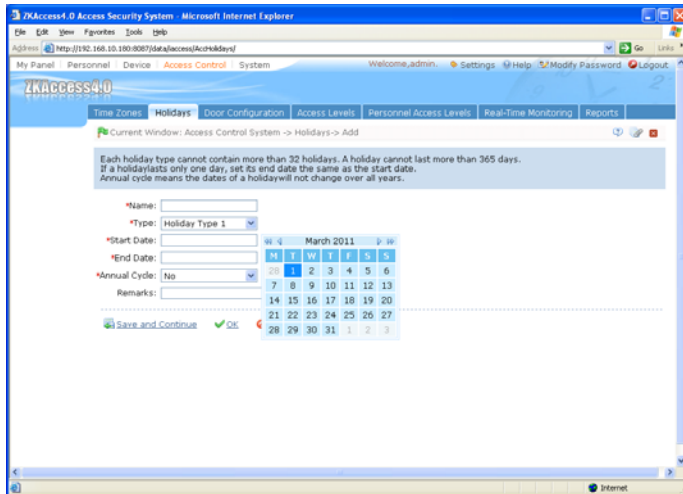 ZKAccess4.0 Access Security System - Microsoft Internet Explorer
File Edit View Favorites Tools Help
Address http://192.168.10.180:8087/data/iaccess/AccHolidays/ Go Links
My Panel Personnel Device Access Control System Welcome,admin. Settings Help Modify Password Logout
ZKAccess4.0
Time Zones Holidays Door Configuration Access Levels Personnel Access Levels Real-Time Monitoring Reports
Current Window: Access Control System -> Holidays-> Add
Each holiday type cannot contain more than 32 holidays. A holiday cannot last more than 365 days.
If a holidaylasts only one day, set its end date the same as the start date.
Annual cycle means the dates of a holidaywill not change over all years.
*Name:
*Type: Holiday Type 1
*Start Date:
*End Date:
*Annual Cycle: No
Remarks:
March 2011
M T W T F S S
28 1 2 3 4 5 6
7 8 9 10 11 12 13
14 15 16 17 18 19 20
21 22 23 24 25 26 27
28 29 30 31 1 2 3
Save and Continue OK
Internet